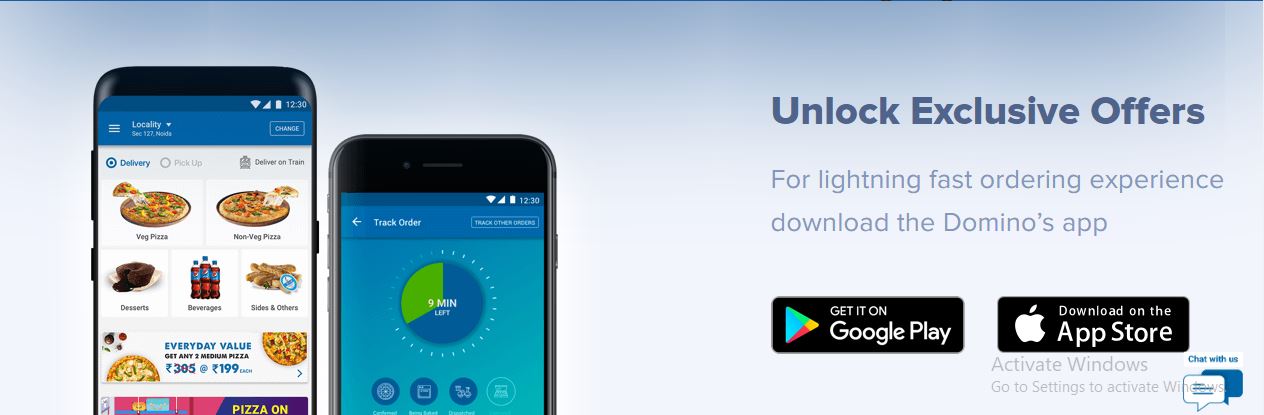 12:30
Locality
Sec 127, Noida
CHANGE
Delivery
Pick Up
Deliver on Train
Veg Pizza
Non-Veg Pizza
Desserts
Beverages
Sides & Others
EVERYDAY VALUE
GET ANY 2 MEDIUM PIZZA
₹305 @ ₹199 EACH
PIZZA ON
12:30
Track Order
TRACK OTHER ORDERS
9 MIN
LEFT
Confirmed
Being Baked
Dispatched
Unlock Exclusive Offers
For lightning fast ordering experience
download the Domino's app
GET IT ON
Google Play
Download on the
App Store
Activate Windows
Go to Settings to activate Windows.
Chat with us